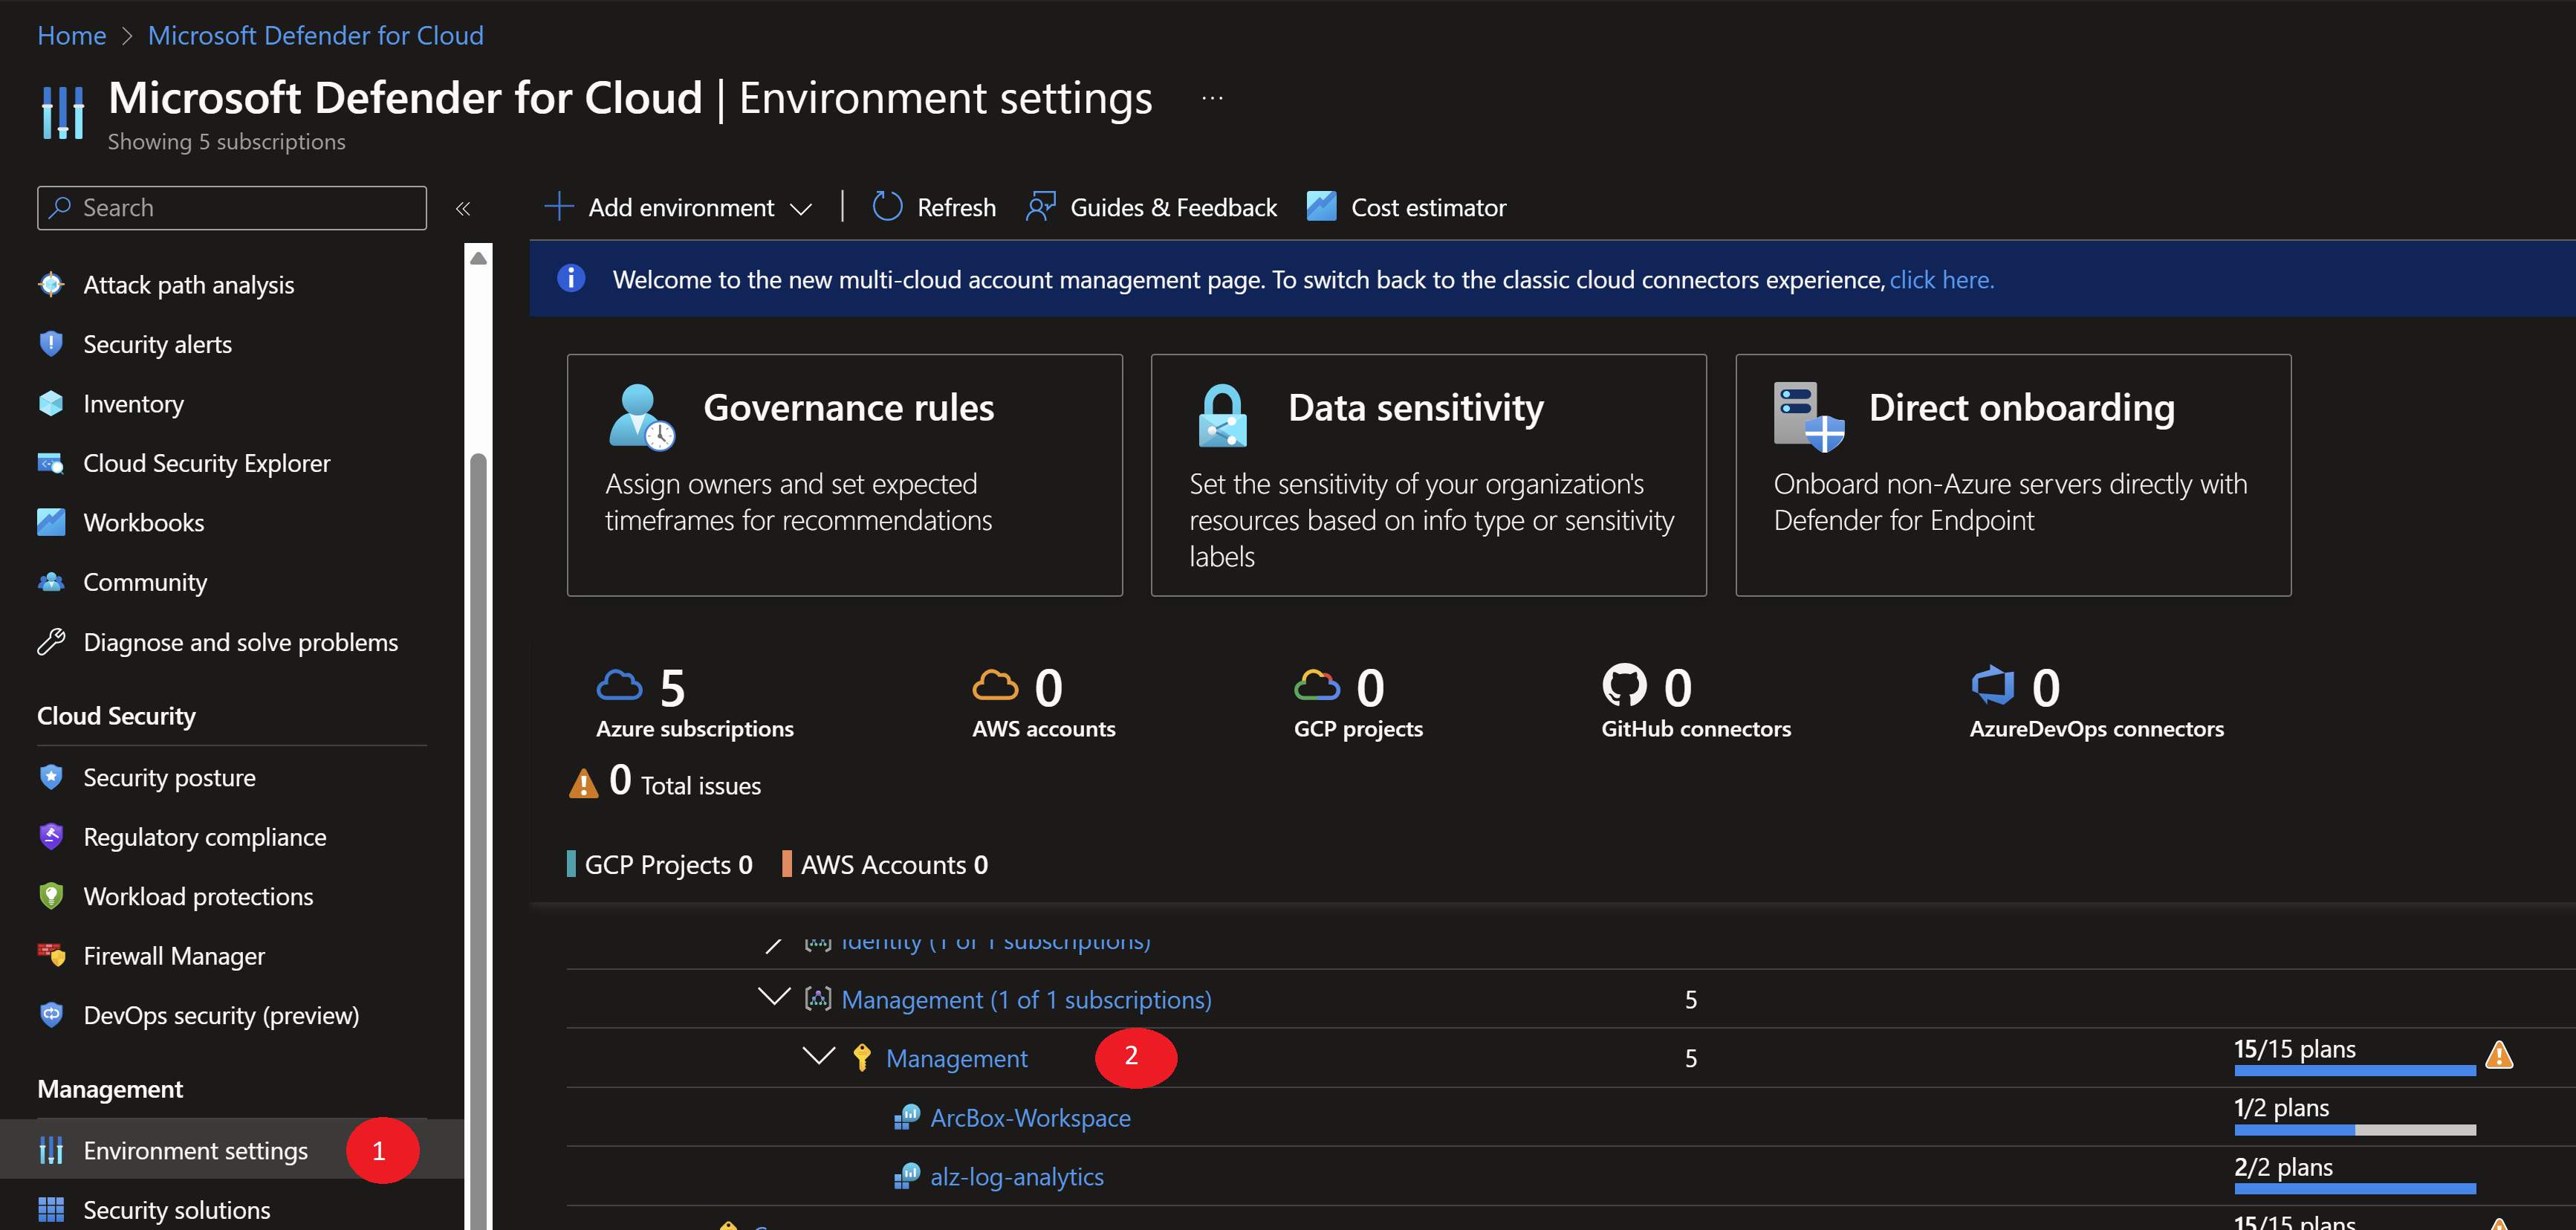 Home > Microsoft Defender for Cloud
Microsoft Defender for Cloud | Environment settings ...
Showing 5 subscriptions
Search
«
Attack path analysis
Security alerts
Inventory
Cloud Security Explorer
Workbooks
Community
Diagnose and solve problems
Cloud Security
Security posture
Regulatory compliance
Workload protections
Firewall Manager
DevOps security (preview)
Management
Environment settings 1
Security solutions
Add environment | Refresh Guides & Feedback Cost estimator
Welcome to the new multi-cloud account management page. To switch back to the classic cloud connectors experience, click here.
Governance rules
Assign owners and set expected
timeframes for recommendations
Data sensitivity
Set the sensitivity of your organization's
resources based on info type or sensitivity
labels
Direct onboarding
Onboard non-Azure servers directly with
Defender for Endpoint
5
Azure subscriptions
0
AWS accounts
0
GCP projects
0
GitHub connectors
0
AzureDevOps connectors
0 Total issues
GCP Projects 0 AWS Accounts 0
Identity (1 of 1 subscriptions)
Management (1 of 1 subscriptions) 5
Management 2 5 15/15 plans
ArcBox-Workspace 1/2 plans
alz-log-analytics 2/2 plans
15/15 plans